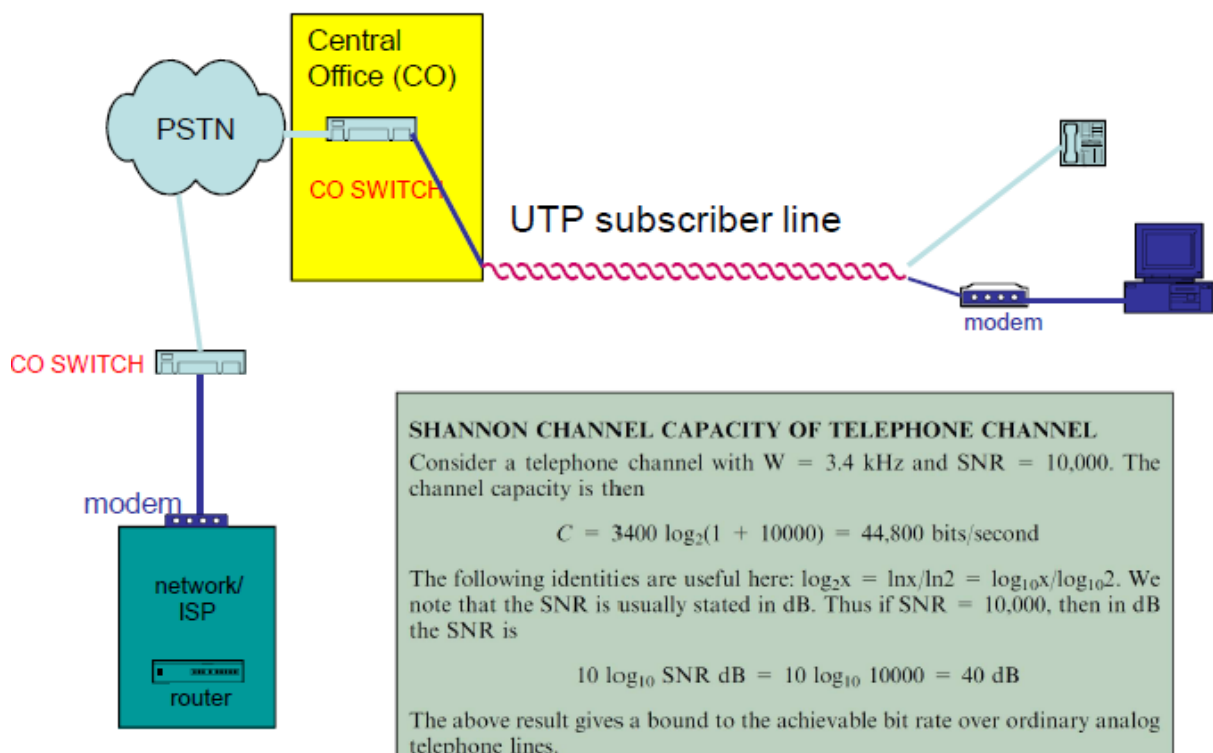 Central
Office (CO)
PSTN
CO SWITCH
UTP subscriber line
modem
CO SWITCH
modem
network/
ISP
router
SHANNON CHANNEL CAPACITY OF TELEPHONE CHANNEL
Consider a telephone channel with W = 3.4 kHz and SNR = 10,000. The
channel capacity is then
C = 3400 log₂(1 + 10000) = 44,800 bits/second
The following identities are useful here: log₂x = lnx/ln2 = log₁₀x/log₁₀2. We
note that the SNR is usually stated in dB. Thus if SNR = 10,000, then in dB
the SNR is
10 log₁₀ SNR dB = 10 log₁₀ 10000 = 40 dB
The above result gives a bound to the achievable bit rate over ordinary analog
telephone lines.